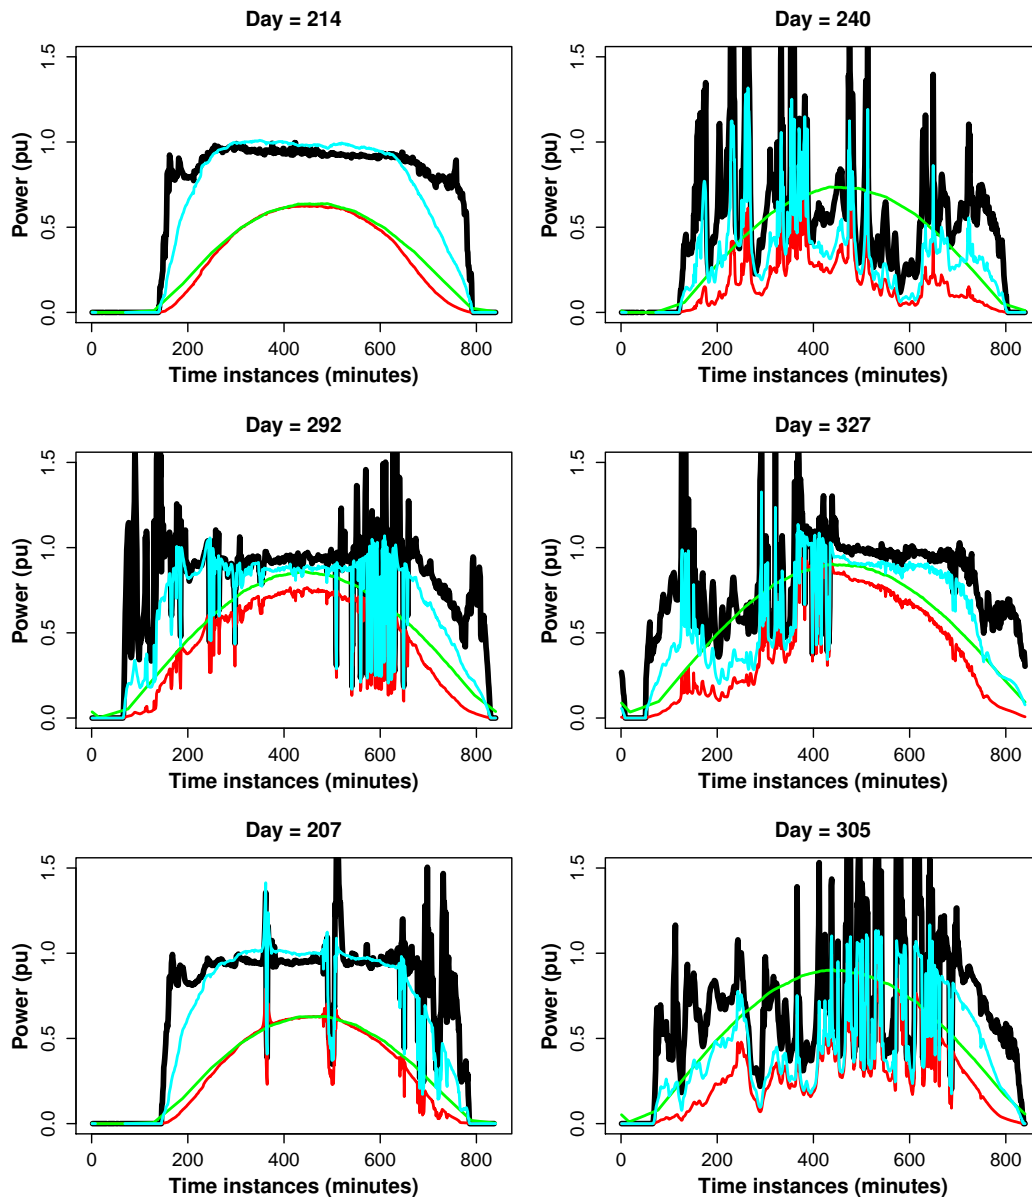 Day = 214
Power (pu)
0.0 0.5 1.0 1.5
0 200 400 600 800
Time instances (minutes)
Day = 240
Power (pu)
0.0 0.5 1.0 1.5
0 200 400 600 800
Time instances (minutes)
Day = 292
Power (pu)
0.0 0.5 1.0 1.5
0 200 400 600 800
Time instances (minutes)
Day = 327
Power (pu)
0.0 0.5 1.0 1.5
0 200 400 600 800
Time instances (minutes)
Day = 207
Power (pu)
0.0 0.5 1.0 1.5
0 200 400 600 800
Time instances (minutes)
Day = 305
Power (pu)
0.0 0.5 1.0 1.5
0 200 400 600 800
Time instances (minutes)